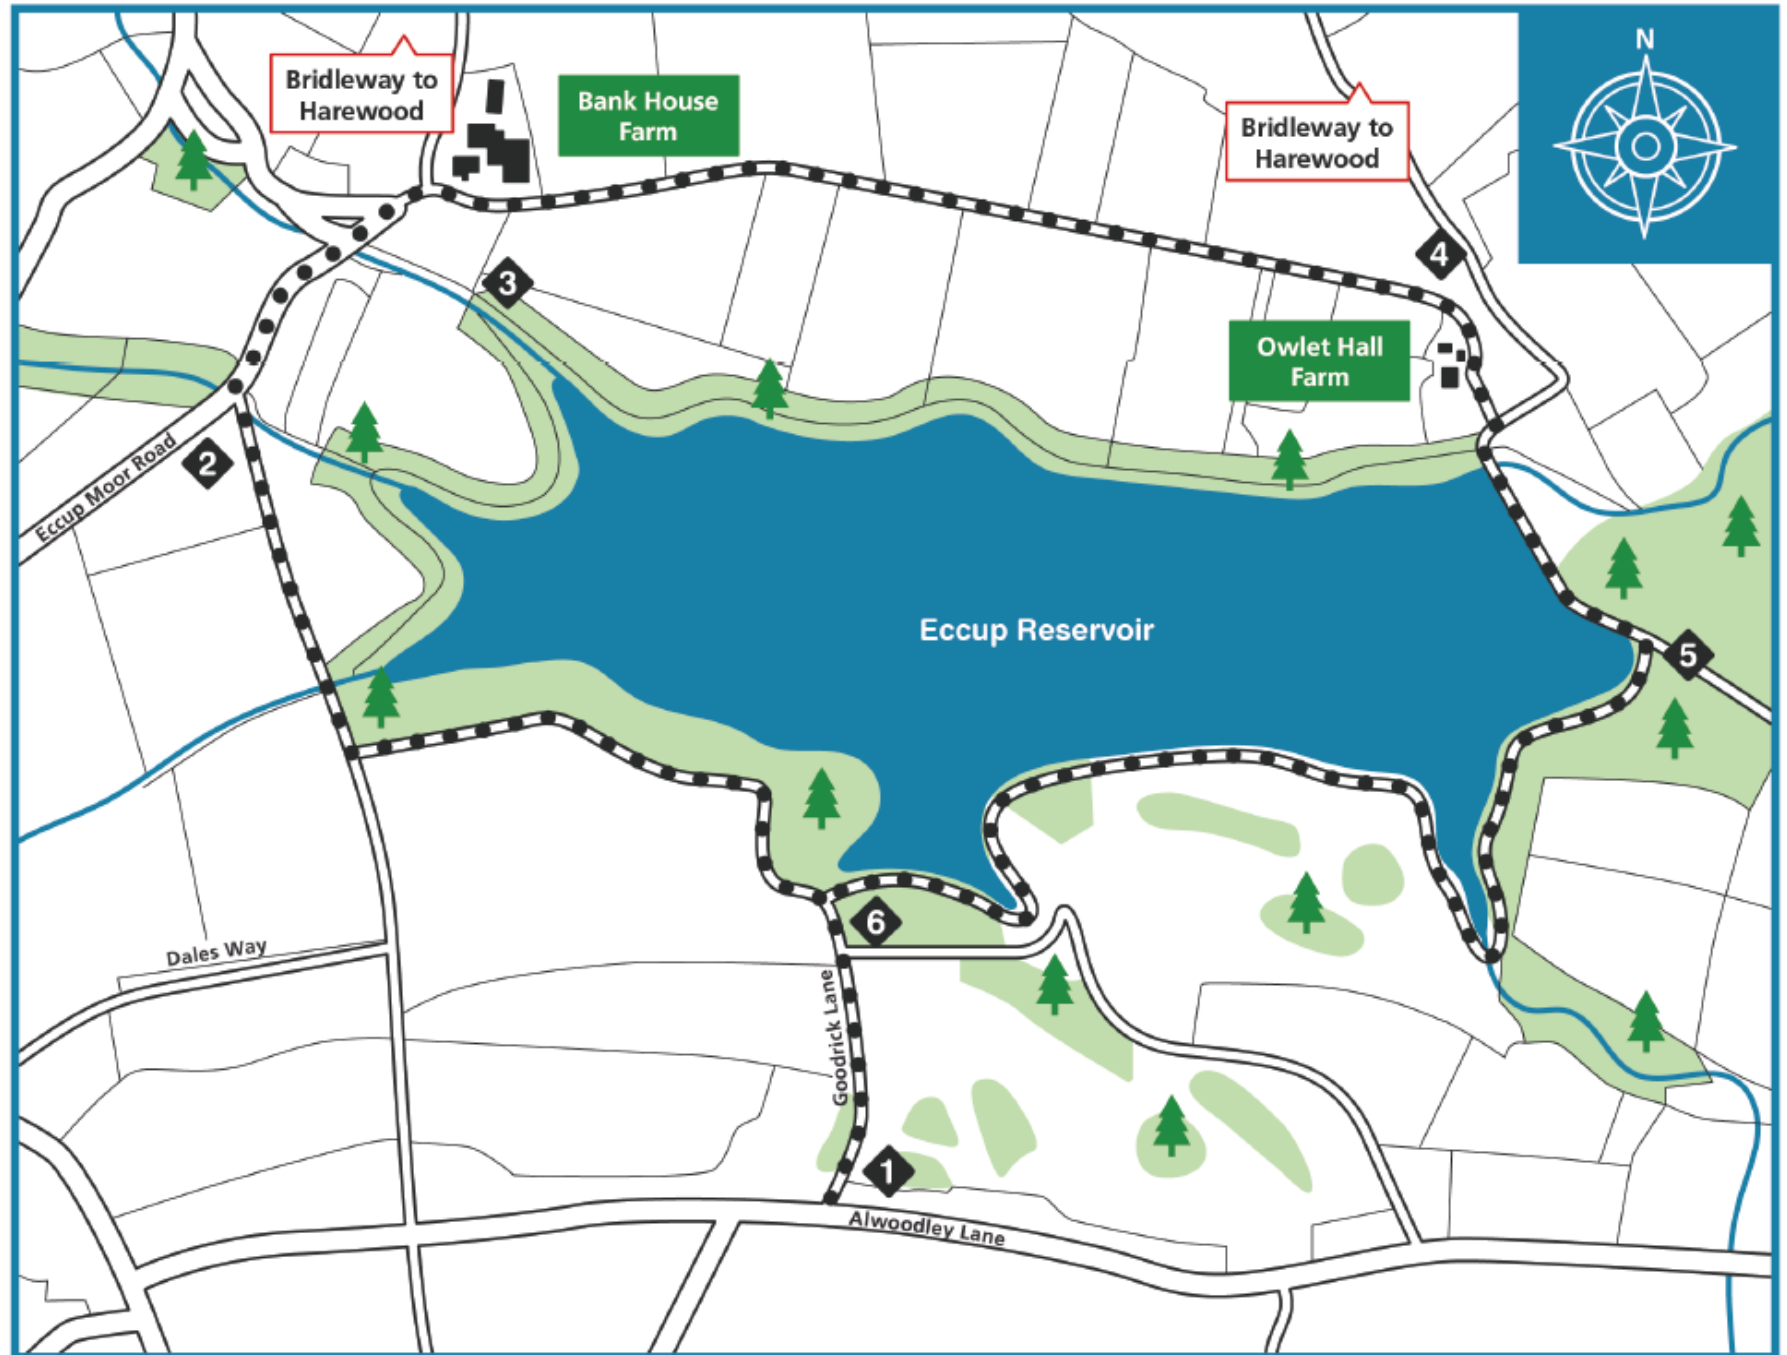 N
Bridleway to
Harewood
Bank House
Farm
Bridleway to
Harewood
4
3
Owlet Hall
Farm
2
Eccup Moor Road
Eccup Reservoir
5
6
Dales Way
Goodrick Lane
1
Alwoodley Lane